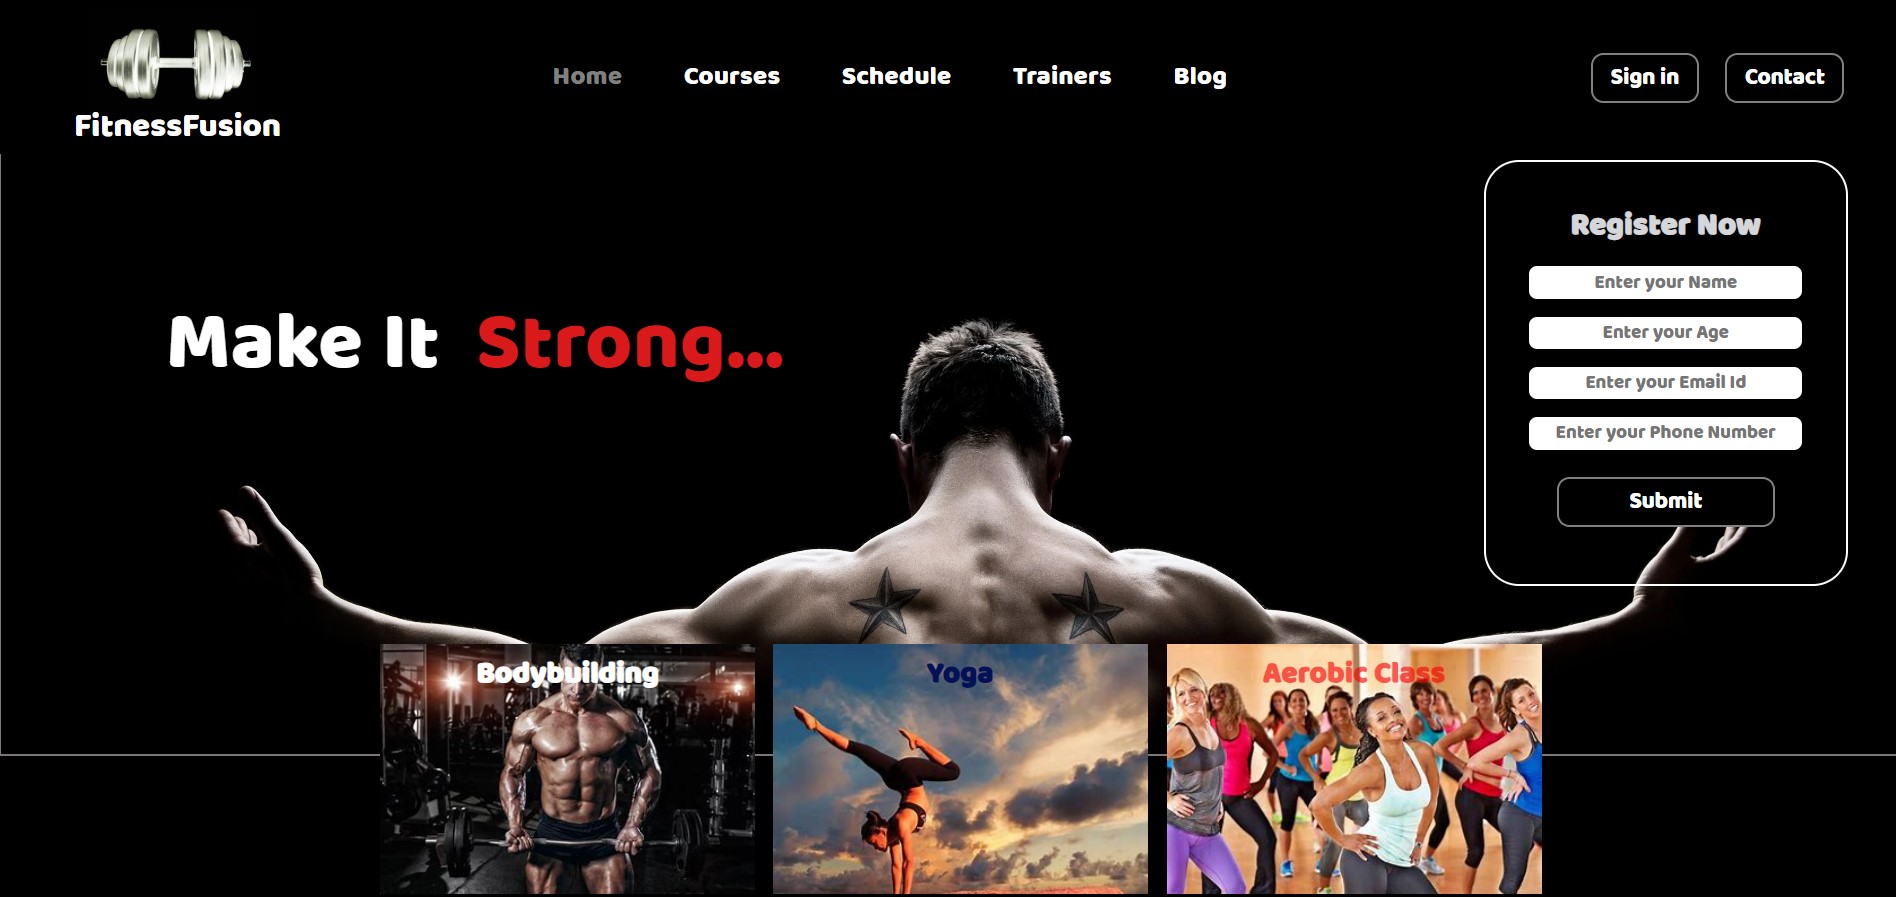 Home Courses Schedule Trainers Blog
Sign in Contact
FitnessFusion
Register Now
Enter your Name
Enter your Age
Make It Strong...
Enter your Email Id
Enter your Phone Number
Submit
Bodybuilding
Yoga
Aerobic Class